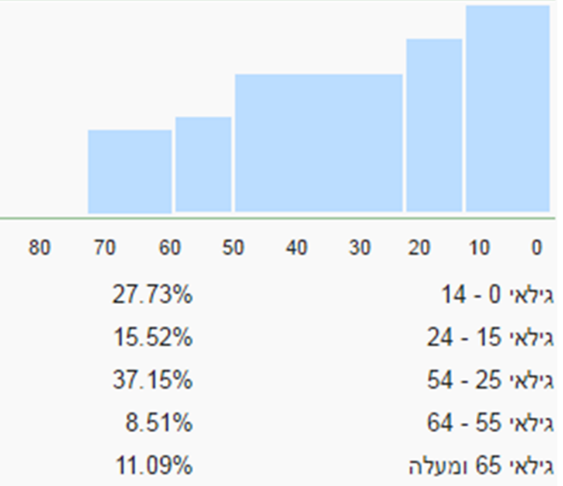 80 70 60 50 40 30 20 10 0
גילאי 0 - 14 27.73%
גילאי 15 - 24 15.52%
גילאי 25 - 54 37.15%
גילאי 55 - 64 8.51%
גילאי 65 ומעלה 11.09%